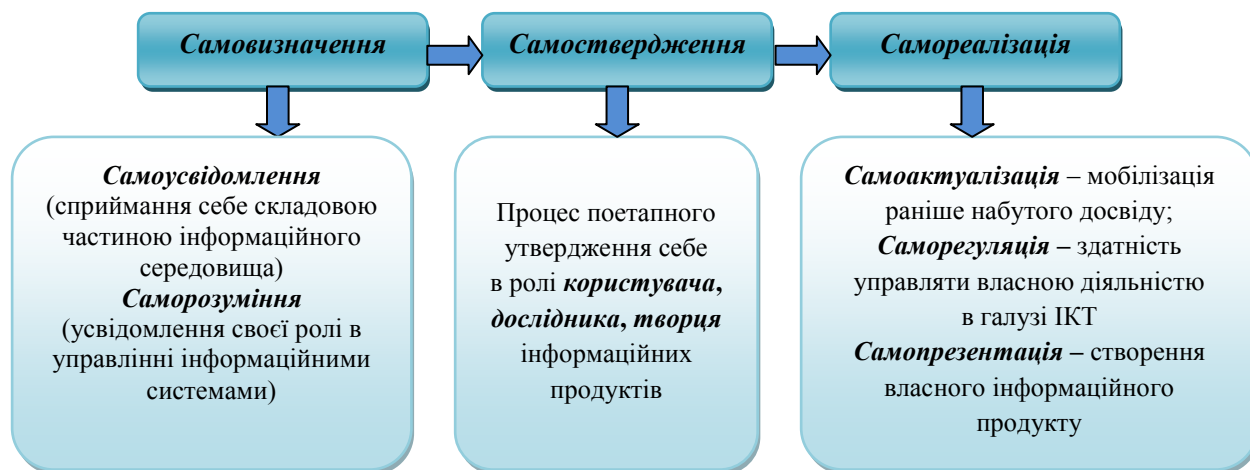 Самовизначення
Самоствердження
Самореалізація
Самоусвідомлення
(сприймання себе складовою
частиною інформаційного
середовища)
Саморозуміння
(усвідомлення своєї ролі в
управлінні інформаційними
системами)
Процес поетапного
утвердження себе
в ролі користувача,
дослідника, творця
інформаційних
продуктів
Самоактуалізація – мобілізація
раніше набутого досвіду;
Саморегуляція – здатність
управляти власною діяльністю
в галузі ІКТ
Самопрезентація – створення
власного інформаційного
продукту